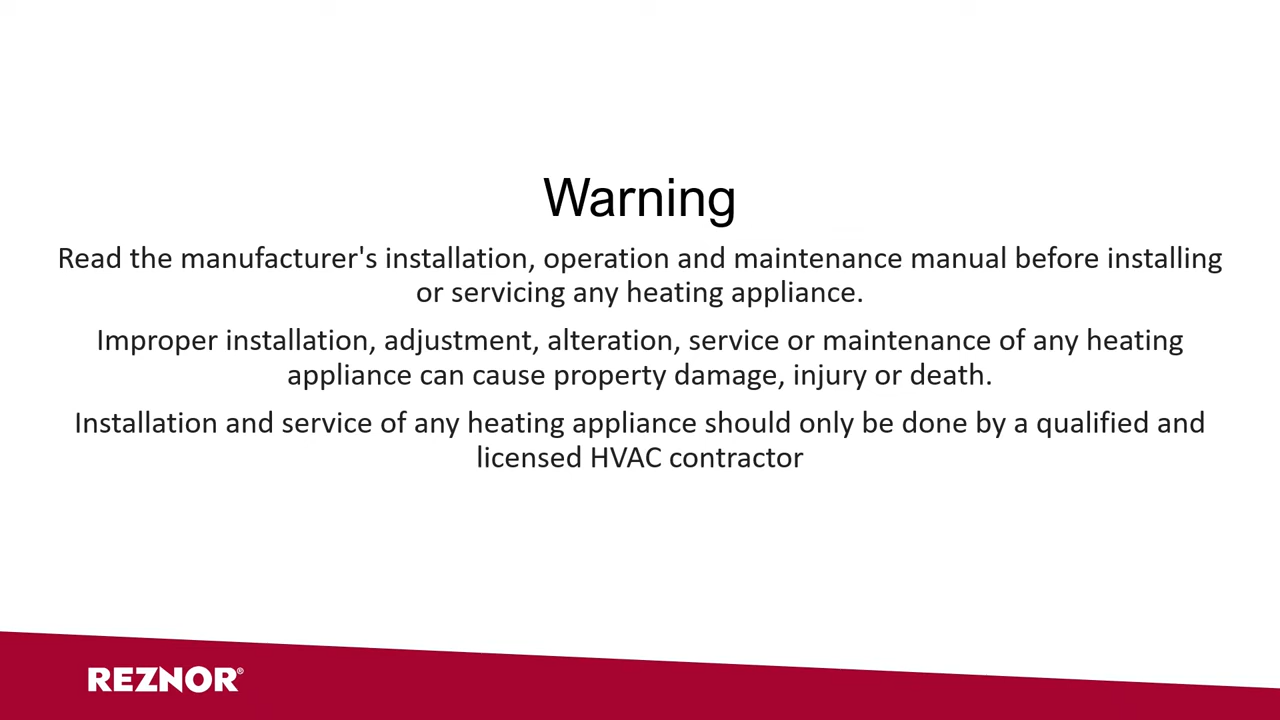 Warning
Read the manufacturer's installation, operation and maintenance manual before installing
or servicing any heating appliance.
Improper installation, adjustment, alteration, service or maintenance of any heating
appliance can cause property damage, injury or death.
Installation and service of any heating appliance should only be done by a qualified and
licensed HVAC contractor
REZNOR®